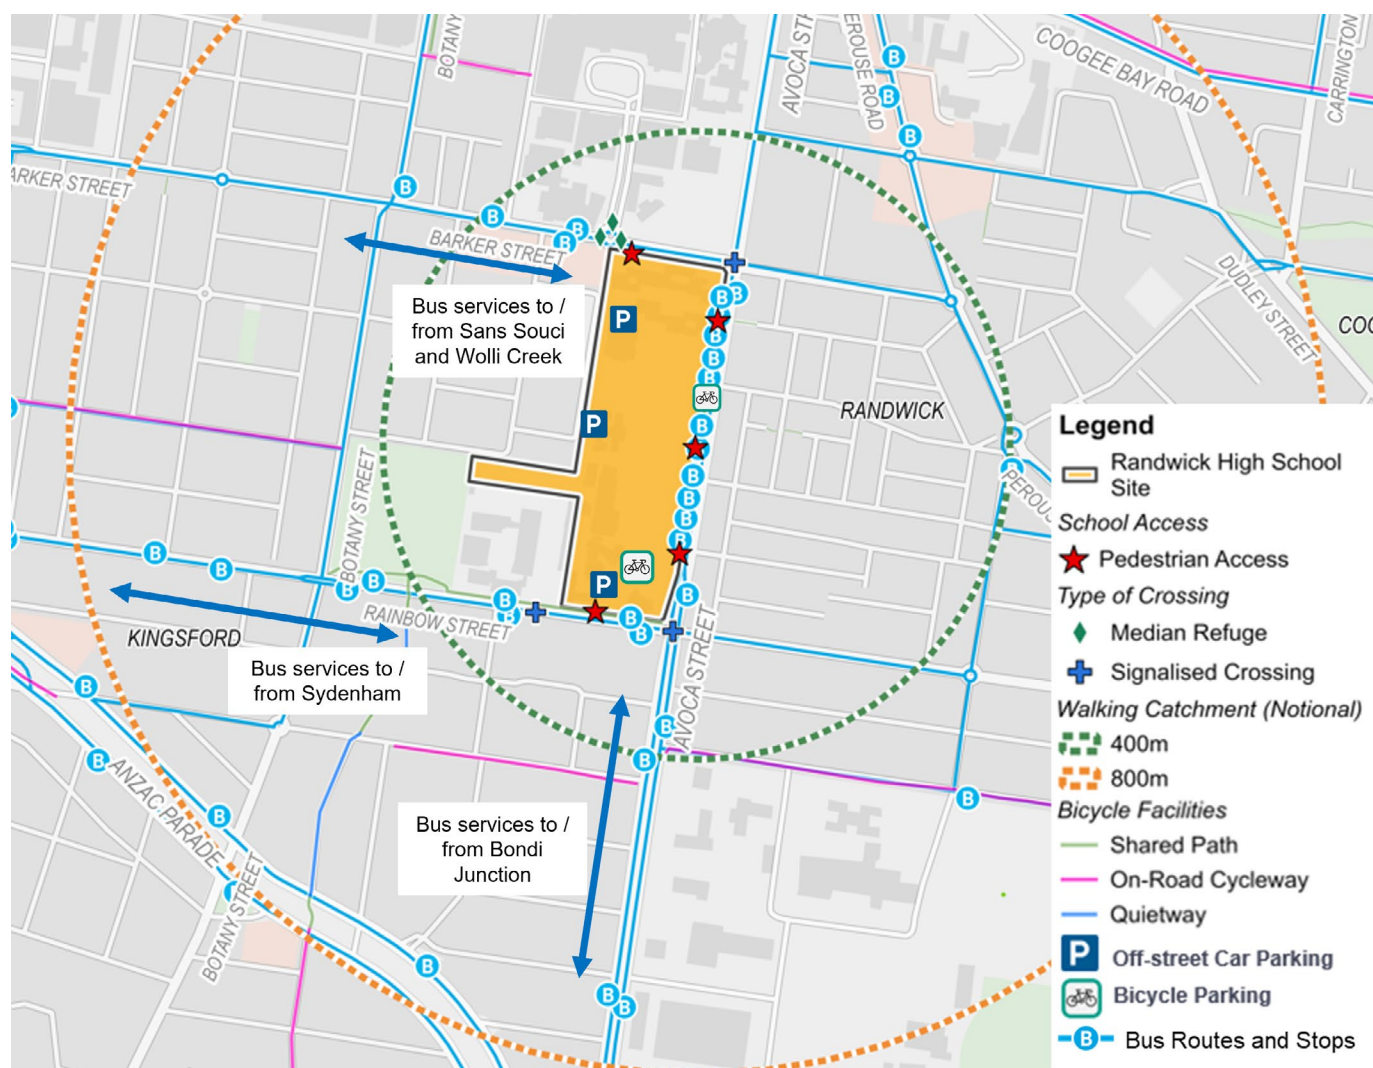 BOTANY
AVOCA STR
PEROUSE ROAD
COOGEE BAY ROAD
CARRINGTON
BARKER STREET
BARKER STREET
DUDLEY STREET
COO
Bus services to /
from Sans Souci
and Wolli Creek
P
P
RANDWICK
PEROUS
BOTANY STREET
P
RAINBOW STREET
KINGSFORD
Bus services to /
from Sydenham
AVOCA STREET
ANZAC PARADE
BOTANY STREET
Bus services to /
from Bondi
Junction
Legend
Randwick High School
Site
School Access
Pedestrian Access
Type of Crossing
Median Refuge
Signalised Crossing
Walking Catchment (Notional)
400m
800m
Bicycle Facilities
Shared Path
On-Road Cycleway
Quietway
P Off-street Car Parking
Bicycle Parking
B Bus Routes and Stops